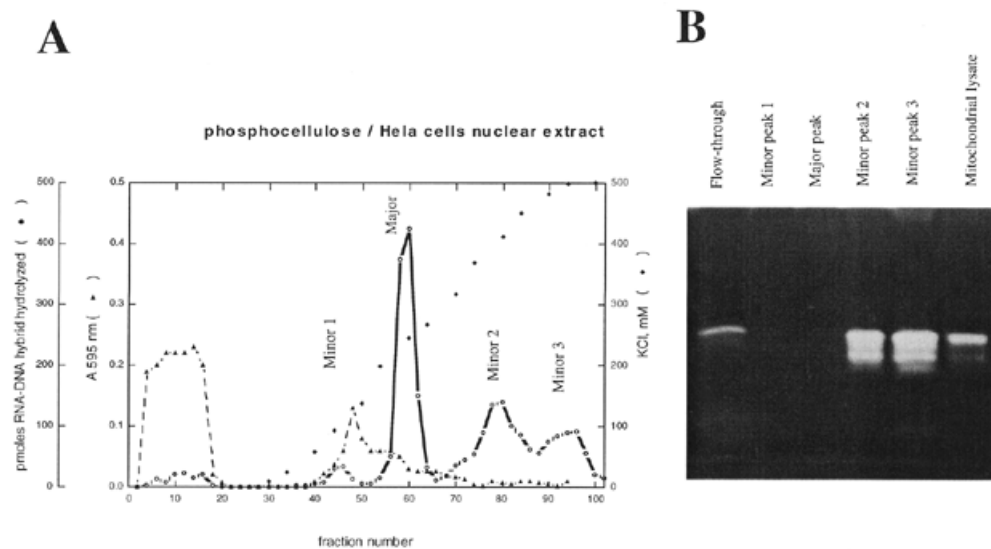 A
phosphocellulose / Hela cells nuclear extract
pmoles RNA-DNA hybrid hydrolyzed ( )
500
400
300
200
100
0
A 595 nm ( )
0.5
0.4
0.3
0.2
0.1
0.0
Minor 1
Major
Minor 2
Minor 3
500
400
300
200
100
0
KCl, mM ( )
0 10 20 30 40 50 60 70 80 90 100
fraction number
B
Flow-through
Minor peak 1
Major peak
Minor peak 2
Minor peak 3
Mitochondrial lysate